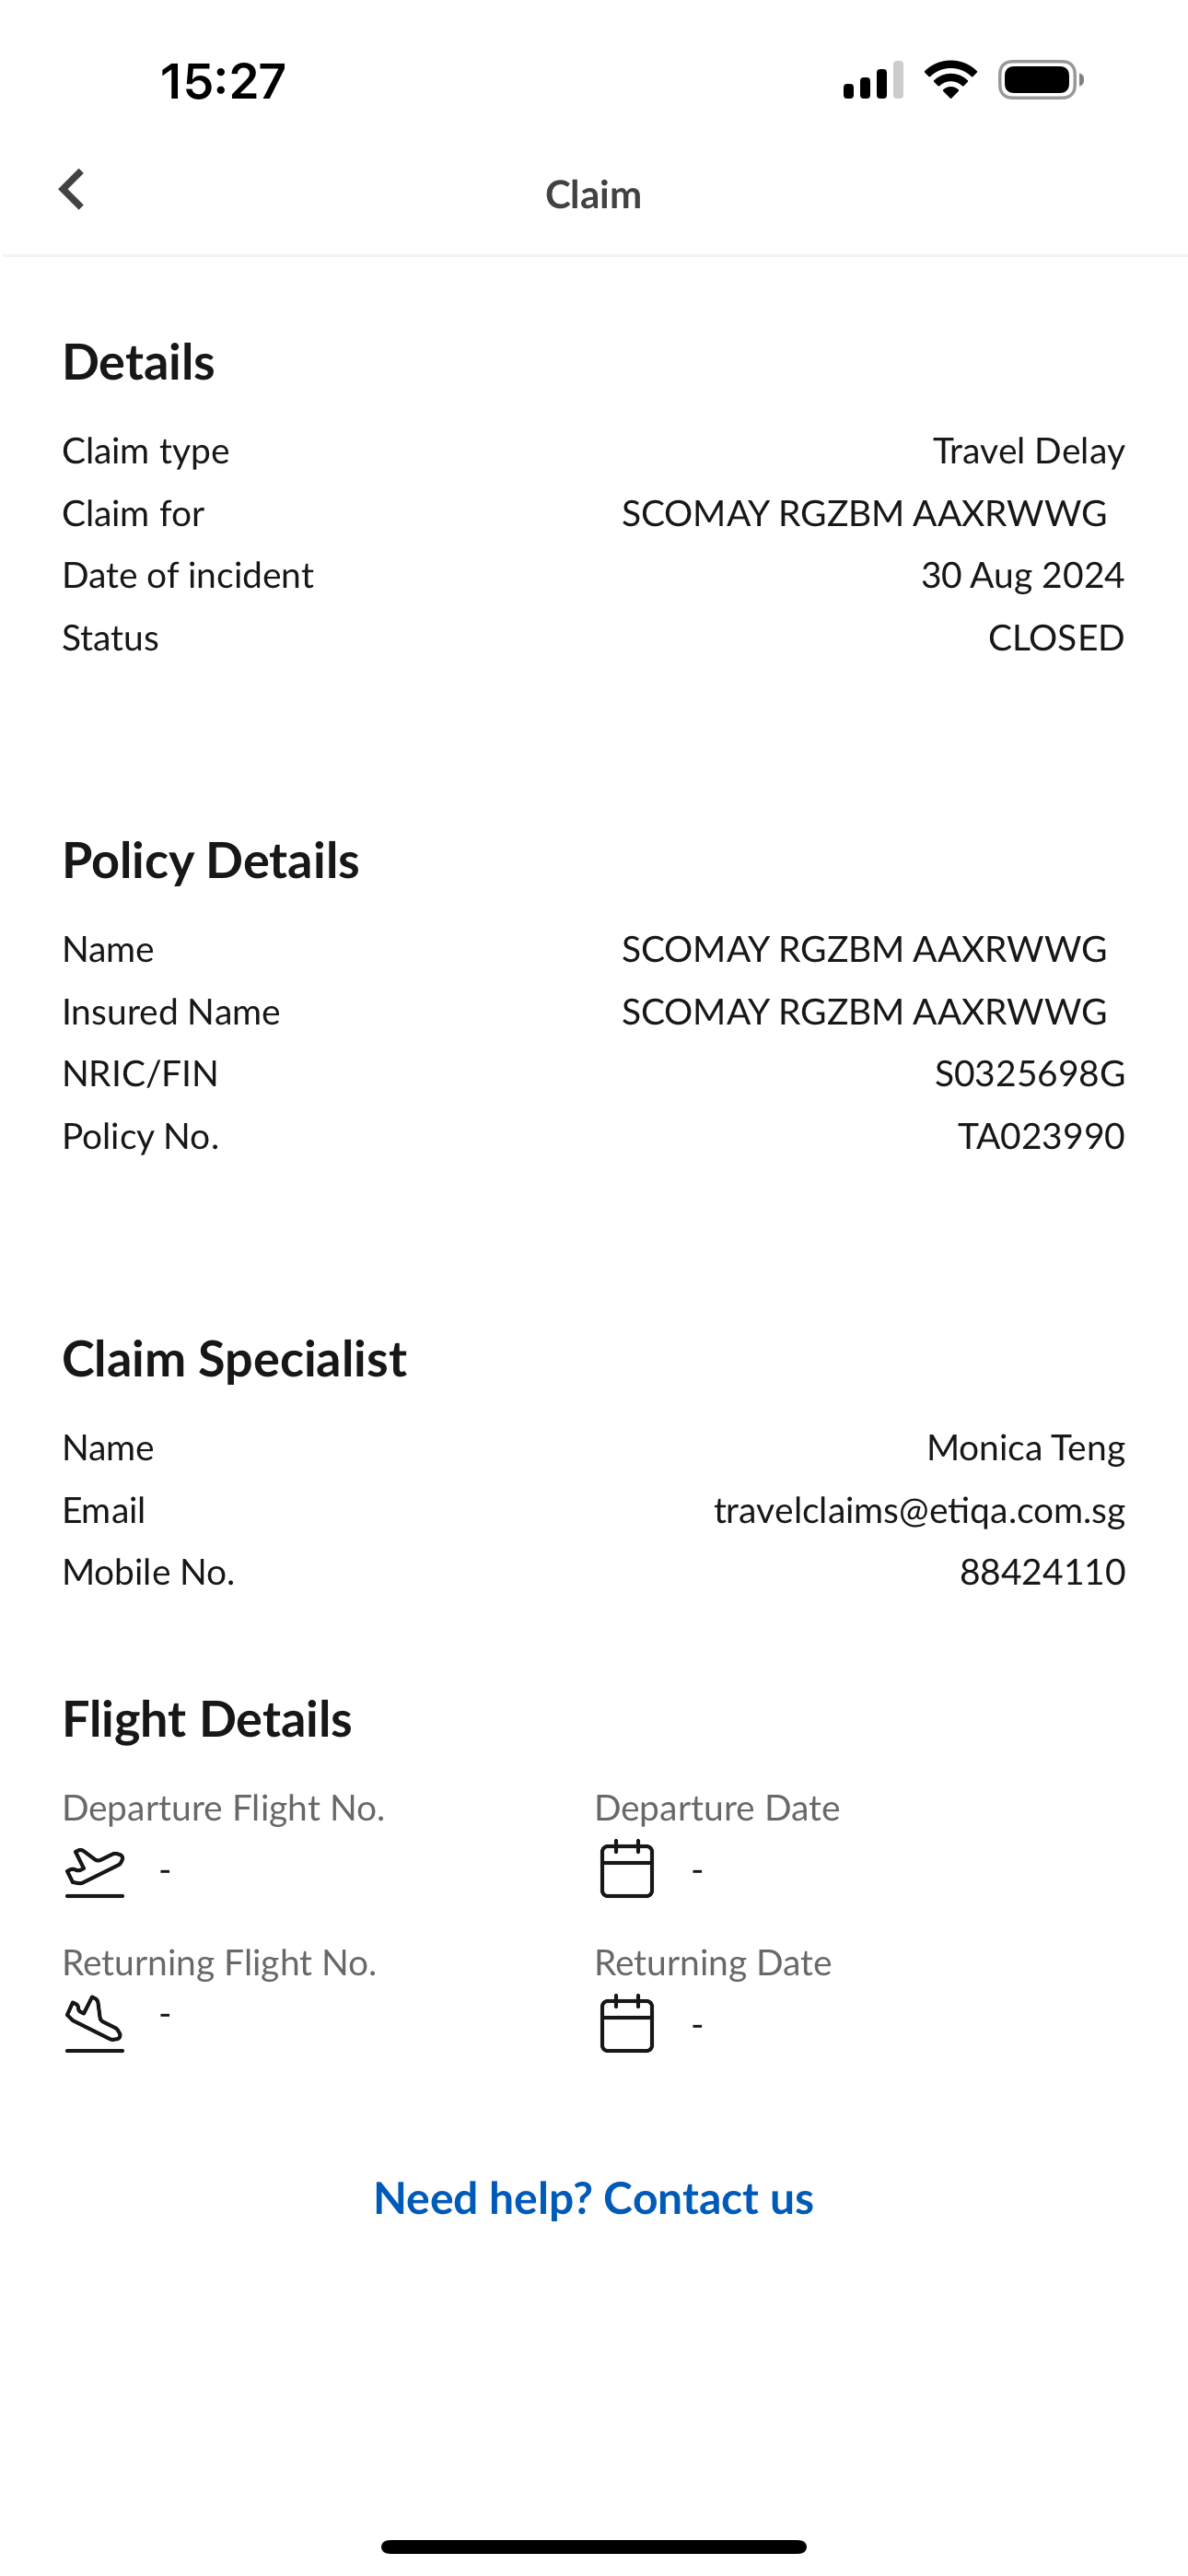 15:27
Claim
Details
Claim type Travel Delay
Claim for SCOMAY RGZBM AAXRWWG
Date of incident 30 Aug 2024
Status CLOSED
Policy Details
Name SCOMAY RGZBM AAXRWWG
Insured Name SCOMAY RGZBM AAXRWWG
NRIC/FIN S0325698G
Policy No. TA023990
Claim Specialist
Name Monica Teng
Email travelclaims@etiqa.com.sg
Mobile No. 88424110
Flight Details
Departure Flight No. Departure Date
- -
Returning Flight No. Returning Date
- -
Need help? Contact us